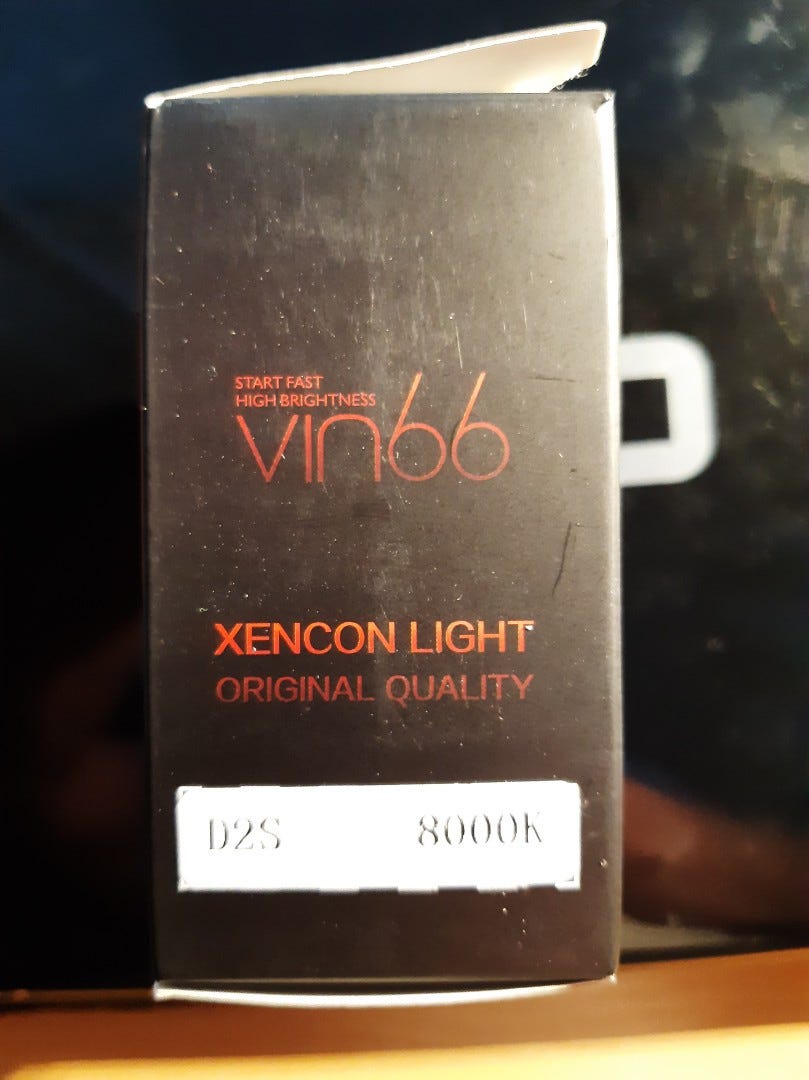 START FAST
HIGH BRIGHTNESS
VIN66
XENCON LIGHT
ORIGINAL QUALITY
D2S 8000K